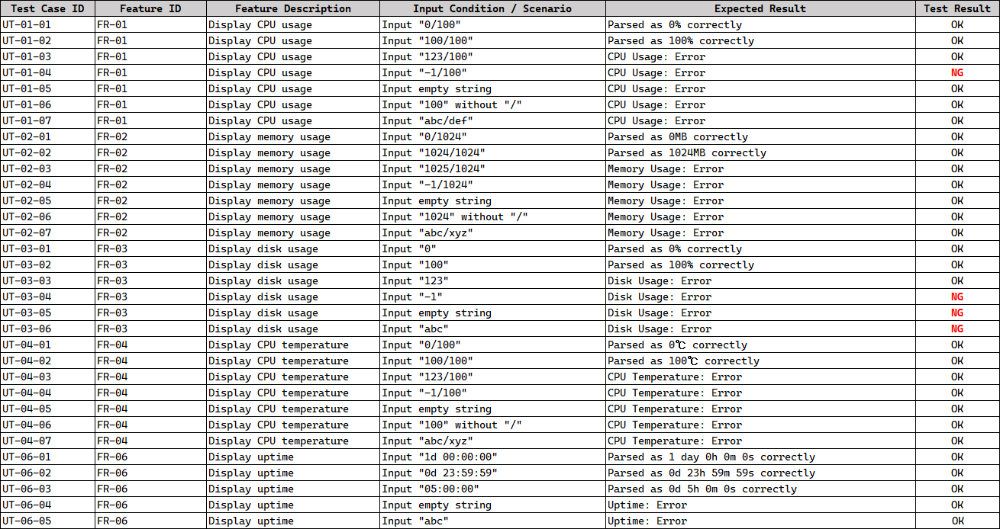 Test Case ID Feature ID Feature Description Input Condition / Scenario Expected Result Test Result
UT-01-01 FR-01 Display CPU usage Input "0/100" Parsed as 0% correctly OK
UT-01-02 FR-01 Display CPU usage Input "100/100" Parsed as 100% correctly OK
UT-01-03 FR-01 Display CPU usage Input "123/100" CPU Usage: Error OK
UT-01-04 FR-01 Display CPU usage Input "-1/100" CPU Usage: Error NG
UT-01-05 FR-01 Display CPU usage Input empty string CPU Usage: Error OK
UT-01-06 FR-01 Display CPU usage Input "100" without "/" CPU Usage: Error OK
UT-01-07 FR-01 Display CPU usage Input "abc/def" CPU Usage: Error OK
UT-02-01 FR-02 Display memory usage Input "0/1024" Parsed as 0MB correctly OK
UT-02-02 FR-02 Display memory usage Input "1024/1024" Parsed as 1024MB correctly OK
UT-02-03 FR-02 Display memory usage Input "1025/1024" Memory Usage: Error OK
UT-02-04 FR-02 Display memory usage Input "-1/1024" Memory Usage: Error OK
UT-02-05 FR-02 Display memory usage Input empty string Memory Usage: Error OK
UT-02-06 FR-02 Display memory usage Input "1024" without "/" Memory Usage: Error OK
UT-02-07 FR-02 Display memory usage Input "abc/xyz" Memory Usage: Error OK
UT-03-01 FR-03 Display disk usage Input "0" Parsed as 0% correctly OK
UT-03-02 FR-03 Display disk usage Input "100" Parsed as 100% correctly OK
UT-03-03 FR-03 Display disk usage Input "123" Disk Usage: Error OK
UT-03-04 FR-03 Display disk usage Input "-1" Disk Usage: Error NG
UT-03-05 FR-03 Display disk usage Input empty string Disk Usage: Error NG
UT-03-06 FR-03 Display disk usage Input "abc" Disk Usage: Error NG
UT-04-01 FR-04 Display CPU temperature Input "0/100" Parsed as 0℃ correctly OK
UT-04-02 FR-04 Display CPU temperature Input "100/100" Parsed as 100℃ correctly OK
UT-04-03 FR-04 Display CPU temperature Input "123/100" CPU Temperature: Error OK
UT-04-04 FR-04 Display CPU temperature Input "-1/100" CPU Temperature: Error OK
UT-04-05 FR-04 Display CPU temperature Input empty string CPU Temperature: Error OK
UT-04-06 FR-04 Display CPU temperature Input "100" without "/" CPU Temperature: Error OK
UT-04-07 FR-04 Display CPU temperature Input "abc/xyz" CPU Temperature: Error OK
UT-06-01 FR-06 Display uptime Input "1d 00:00:00" Parsed as 1 day 0h 0m 0s correctly OK
UT-06-02 FR-06 Display uptime Input "0d 23:59:59" Parsed as 0d 23h 59m 59s correctly OK
UT-06-03 FR-06 Display uptime Input "05:00:00" Parsed as 0d 5h 0m 0s correctly OK
UT-06-04 FR-06 Display uptime Input empty string Uptime: Error OK
UT-06-05 FR-06 Display uptime Input "abc" Uptime: Error OK